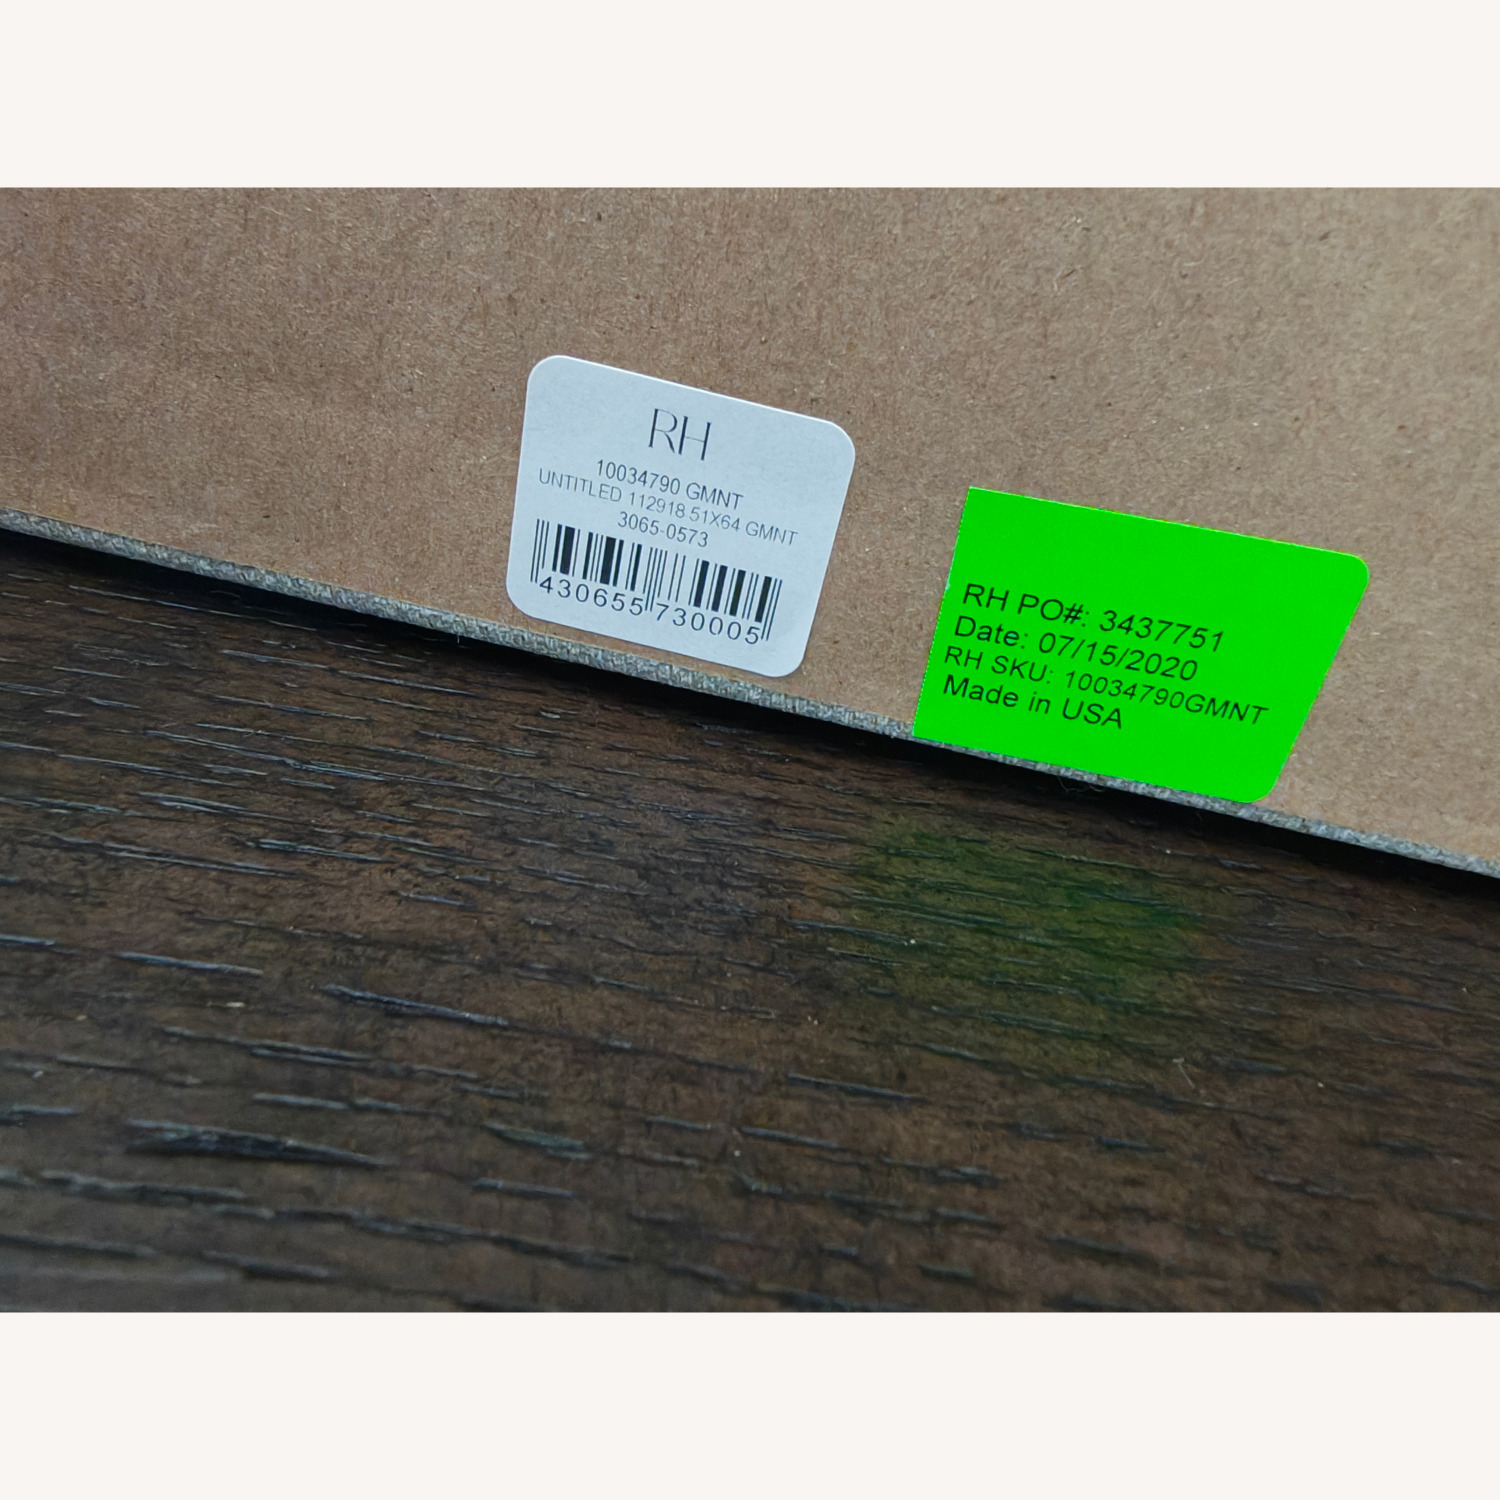 RH
10034790 GMNT
UNTITLED 112918 51X64 GMNT
3065-0573
430655 730005
RH PO#: 3437751
Date: 07/15/2020
RH SKU: 10034790GMNT
Made in USA